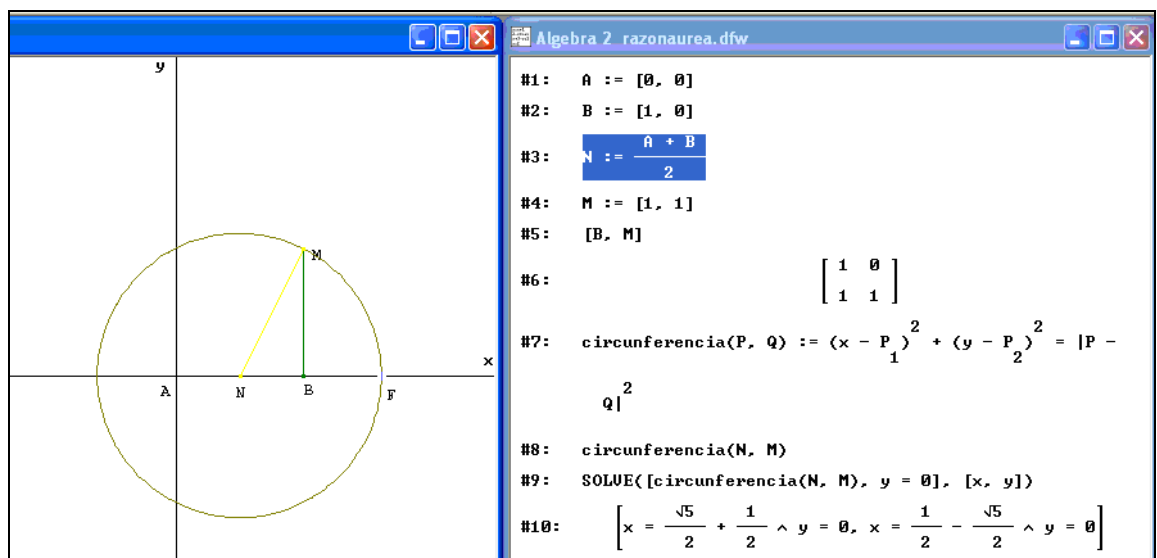 y
M
x
A N B F
Algebra 2 razonaurea.dfw
#1: A := [0, 0]
#2: B := [1, 0]
#3: N := (A + B)/2
#4: M := [1, 1]
#5: [B, M]
#6: [1 0
1 1]
#7: circunferencia(P, Q) := (x - P₁)² + (y - P₂)² = |P -
Q|²
#8: circunferencia(N, M)
#9: SOLVE([circunferencia(N, M), y = 0], [x, y])
#10: [x = √5/2 + 1/2 ∧ y = 0, x = 1/2 - √5/2 ∧ y = 0]